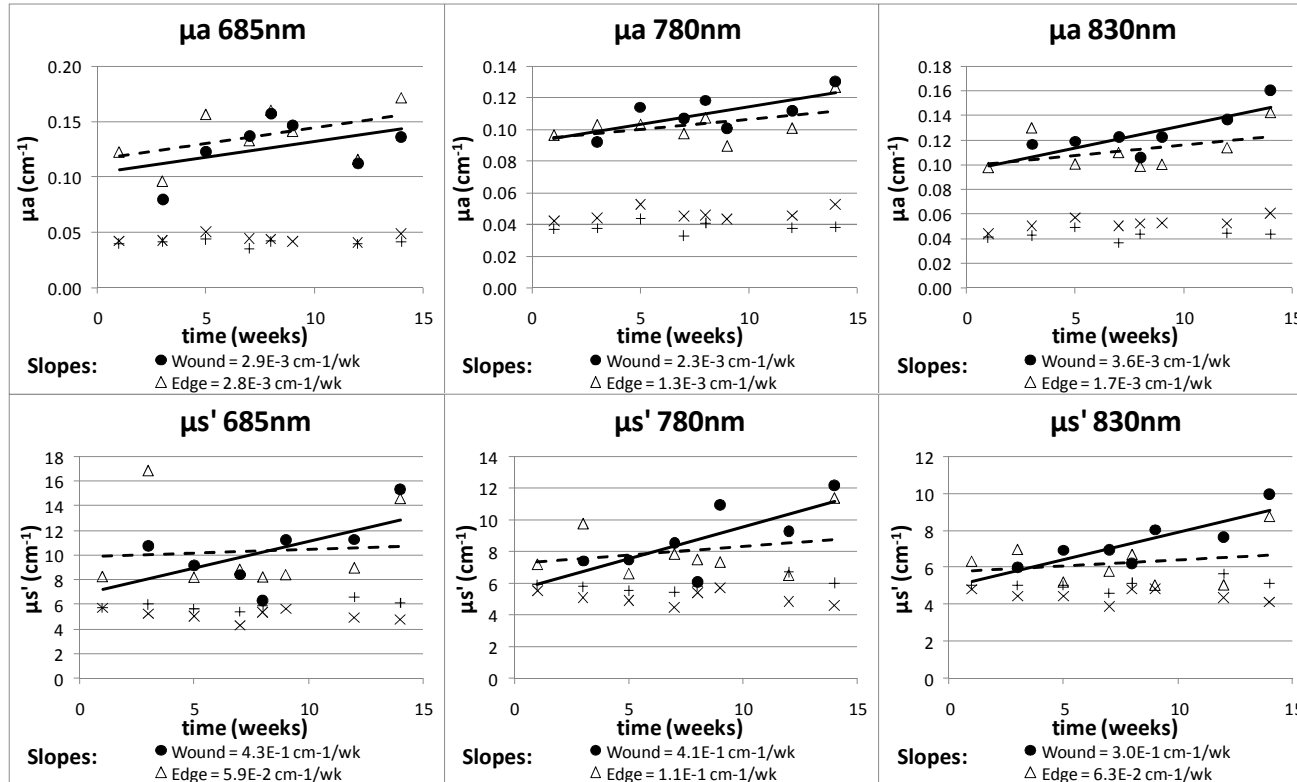 μa 685nm
0.20
0.15
0.10
0.05
0.00
μa (cm⁻¹)
0 5 10 15
time (weeks)
Slopes:
Wound = 2.9E-3 cm-1/wk
Edge = 2.8E-3 cm-1/wk
μa 780nm
0.14
0.12
0.10
0.08
0.06
0.04
0.02
0.00
μa (cm⁻¹)
0 5 10 15
time (weeks)
Slopes:
Wound = 2.3E-3 cm-1/wk
Edge = 1.3E-3 cm-1/wk
μa 830nm
0.18
0.16
0.14
0.12
0.10
0.08
0.06
0.04
0.02
0.00
μa (cm⁻¹)
0 5 10 15
time (weeks)
Slopes:
Wound = 3.6E-3 cm-1/wk
Edge = 1.7E-3 cm-1/wk
μs' 685nm
18
16
14
12
10
8
6
4
2
0
μs' (cm⁻¹)
0 5 10 15
time (weeks)
Slopes:
Wound = 4.3E-1 cm-1/wk
Edge = 5.9E-2 cm-1/wk
μs' 780nm
14
12
10
8
6
4
2
0
μs' (cm⁻¹)
0 5 10 15
time (weeks)
Slopes:
Wound = 4.1E-1 cm-1/wk
Edge = 1.1E-1 cm-1/wk
μs' 830nm
12
10
8
6
4
2
0
μs' (cm⁻¹)
0 5 10 15
time (weeks)
Slopes:
Wound = 3.0E-1 cm-1/wk
Edge = 6.3E-2 cm-1/wk